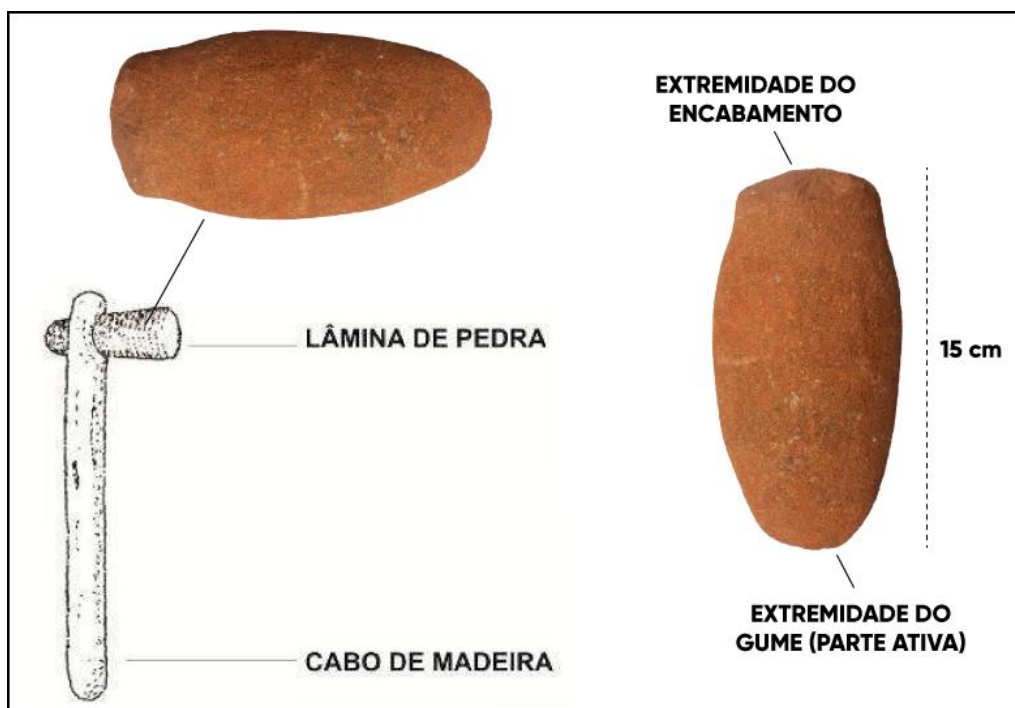 EXTREMIDADE DO
ENCABAMENTO
LÂMINA DE PEDRA
15 cm
CABO DE MADEIRA
EXTREMIDADE DO
GUME (PARTE ATIVA)